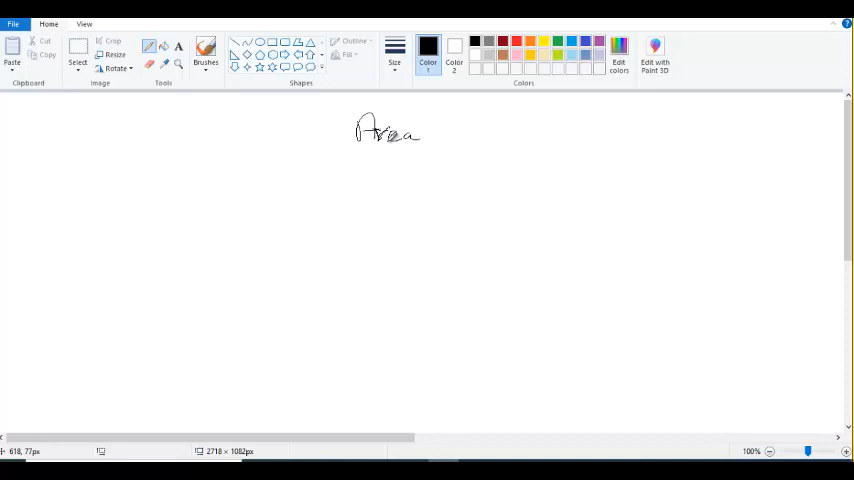 File Home View
Paste Cut Copy
Clipboard
Select Crop Resize Rotate
Image
A
Tools
Brushes
Outline Fill
Shapes
Size
Color 1 Color 2
Edit colors
Colors
Edit with Paint 3D
Area
618, 77px 2718 × 1082px 100%